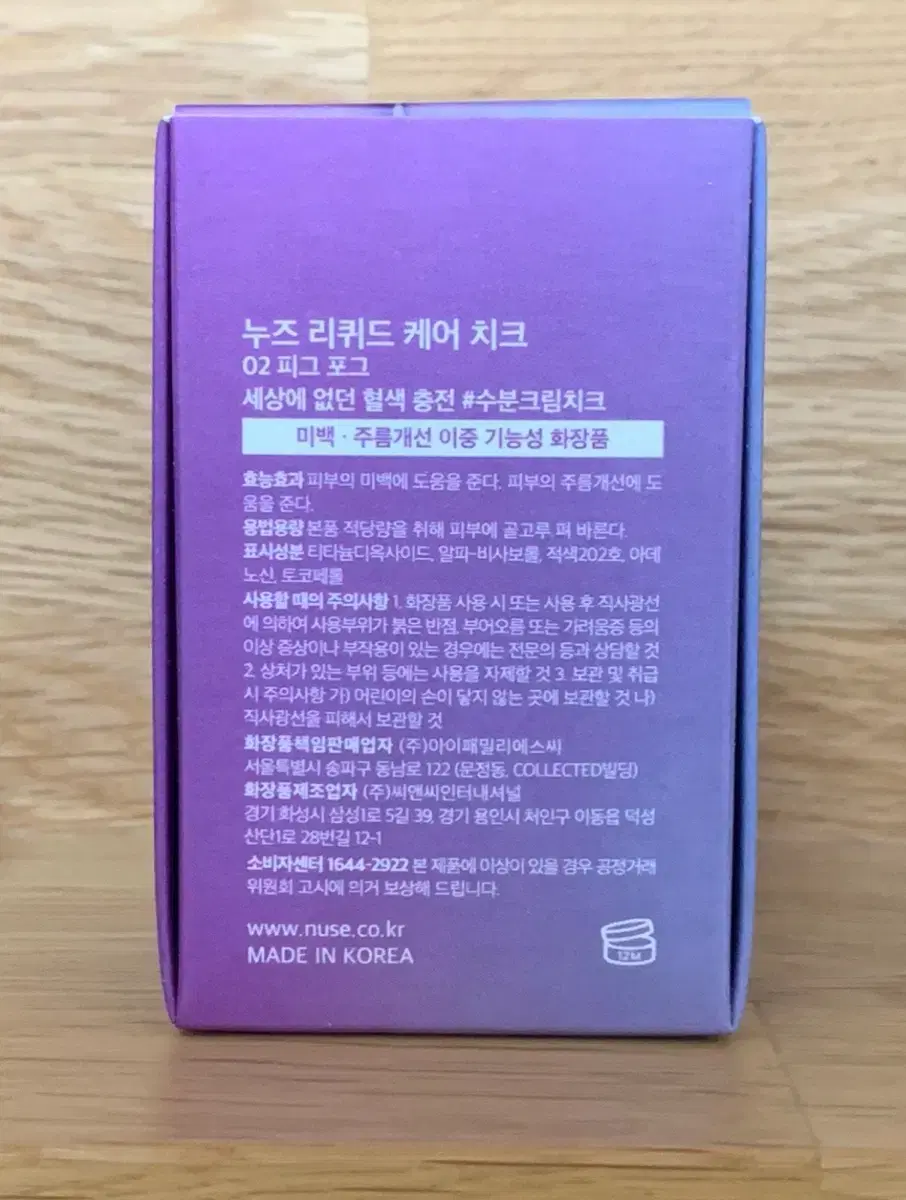 누즈 리퀴드 케어 치크
02 피그 포그
세상에 없던 혈색 충전 #수분크림치크
미백 · 주름개선 이중 기능성 화장품
효능효과 피부의 미백에 도움을 준다. 피부의 주름개선에 도
움을 준다.
용법용량 본품 적당량을 취해 피부에 골고루 펴 바른다.
표시성분 티타늄디옥사이드, 알파-비사보롤, 적색202호, 아데
노신, 토코페롤
사용할 때의 주의사항 1. 화장품 사용 시 또는 사용 후 직사광선
에 의하여 사용부위가 붉은 반점, 부어오름 또는 가려움증 등의
이상 증상이나 부작용이 있는 경우에는 전문의 등과 상담할 것
2. 상처가 있는 부위 등에는 사용을 자제할 것 3. 보관 및 취급
시 주의사항 가) 어린이의 손이 닿지 않는 곳에 보관할 것 나)
직사광선을 피해서 보관할 것
화장품책임판매업자 (주)아이패밀리에스씨
서울특별시 송파구 동남로 122 (문정동, COLLECTED빌딩)
화장품제조업자 (주)씨앤씨인터내셔널
경기 화성시 삼성1로 5길 39, 경기 용인시 처인구 이동읍 덕성
산단1로 28번길 12-1
소비자센터 1644-2922 본 제품에 이상이 있을 경우 공정거래
위원회 고시에 의거 보상해 드립니다.
www.nuse.co.kr
MADE IN KOREA
12M